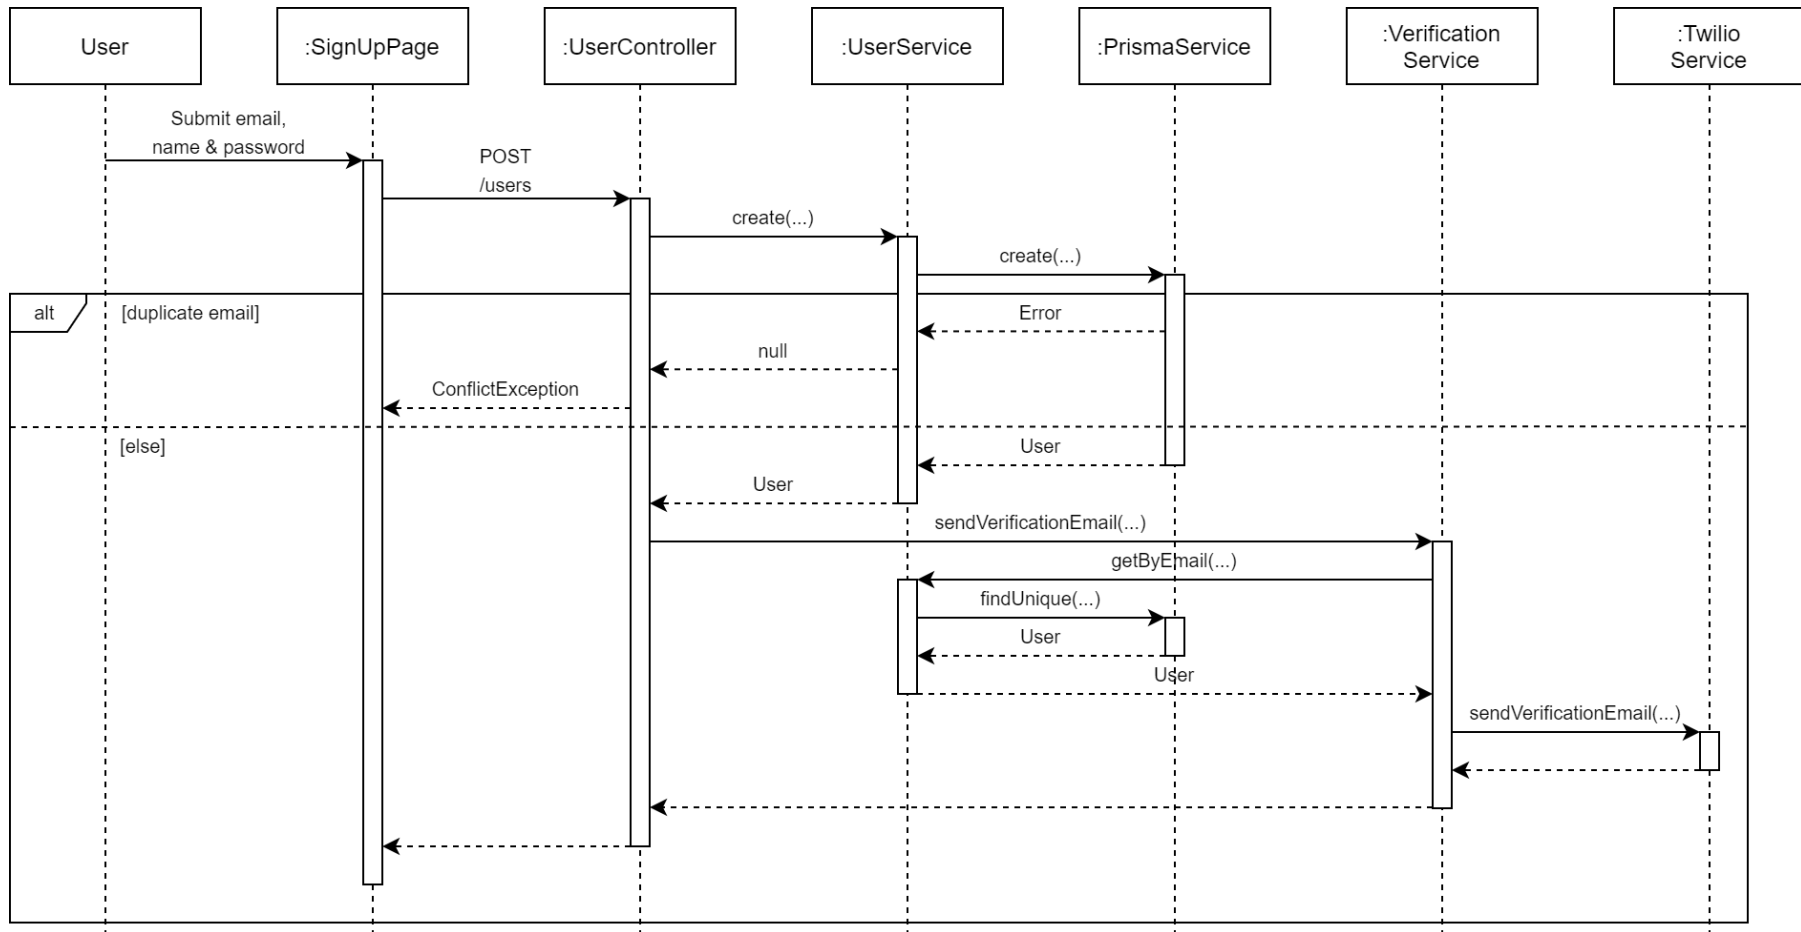 User
:SignUpPage
:UserController
:UserService
:PrismaService
:Verification
Service
:Twilio
Service
Submit email,
name & password
POST
/users
create(...)
create(...)
alt
[duplicate email]
Error
null
ConflictException
[else]
User
User
sendVerificationEmail(...)
getByEmail(...)
findUnique(...)
User
User
sendVerificationEmail(...)